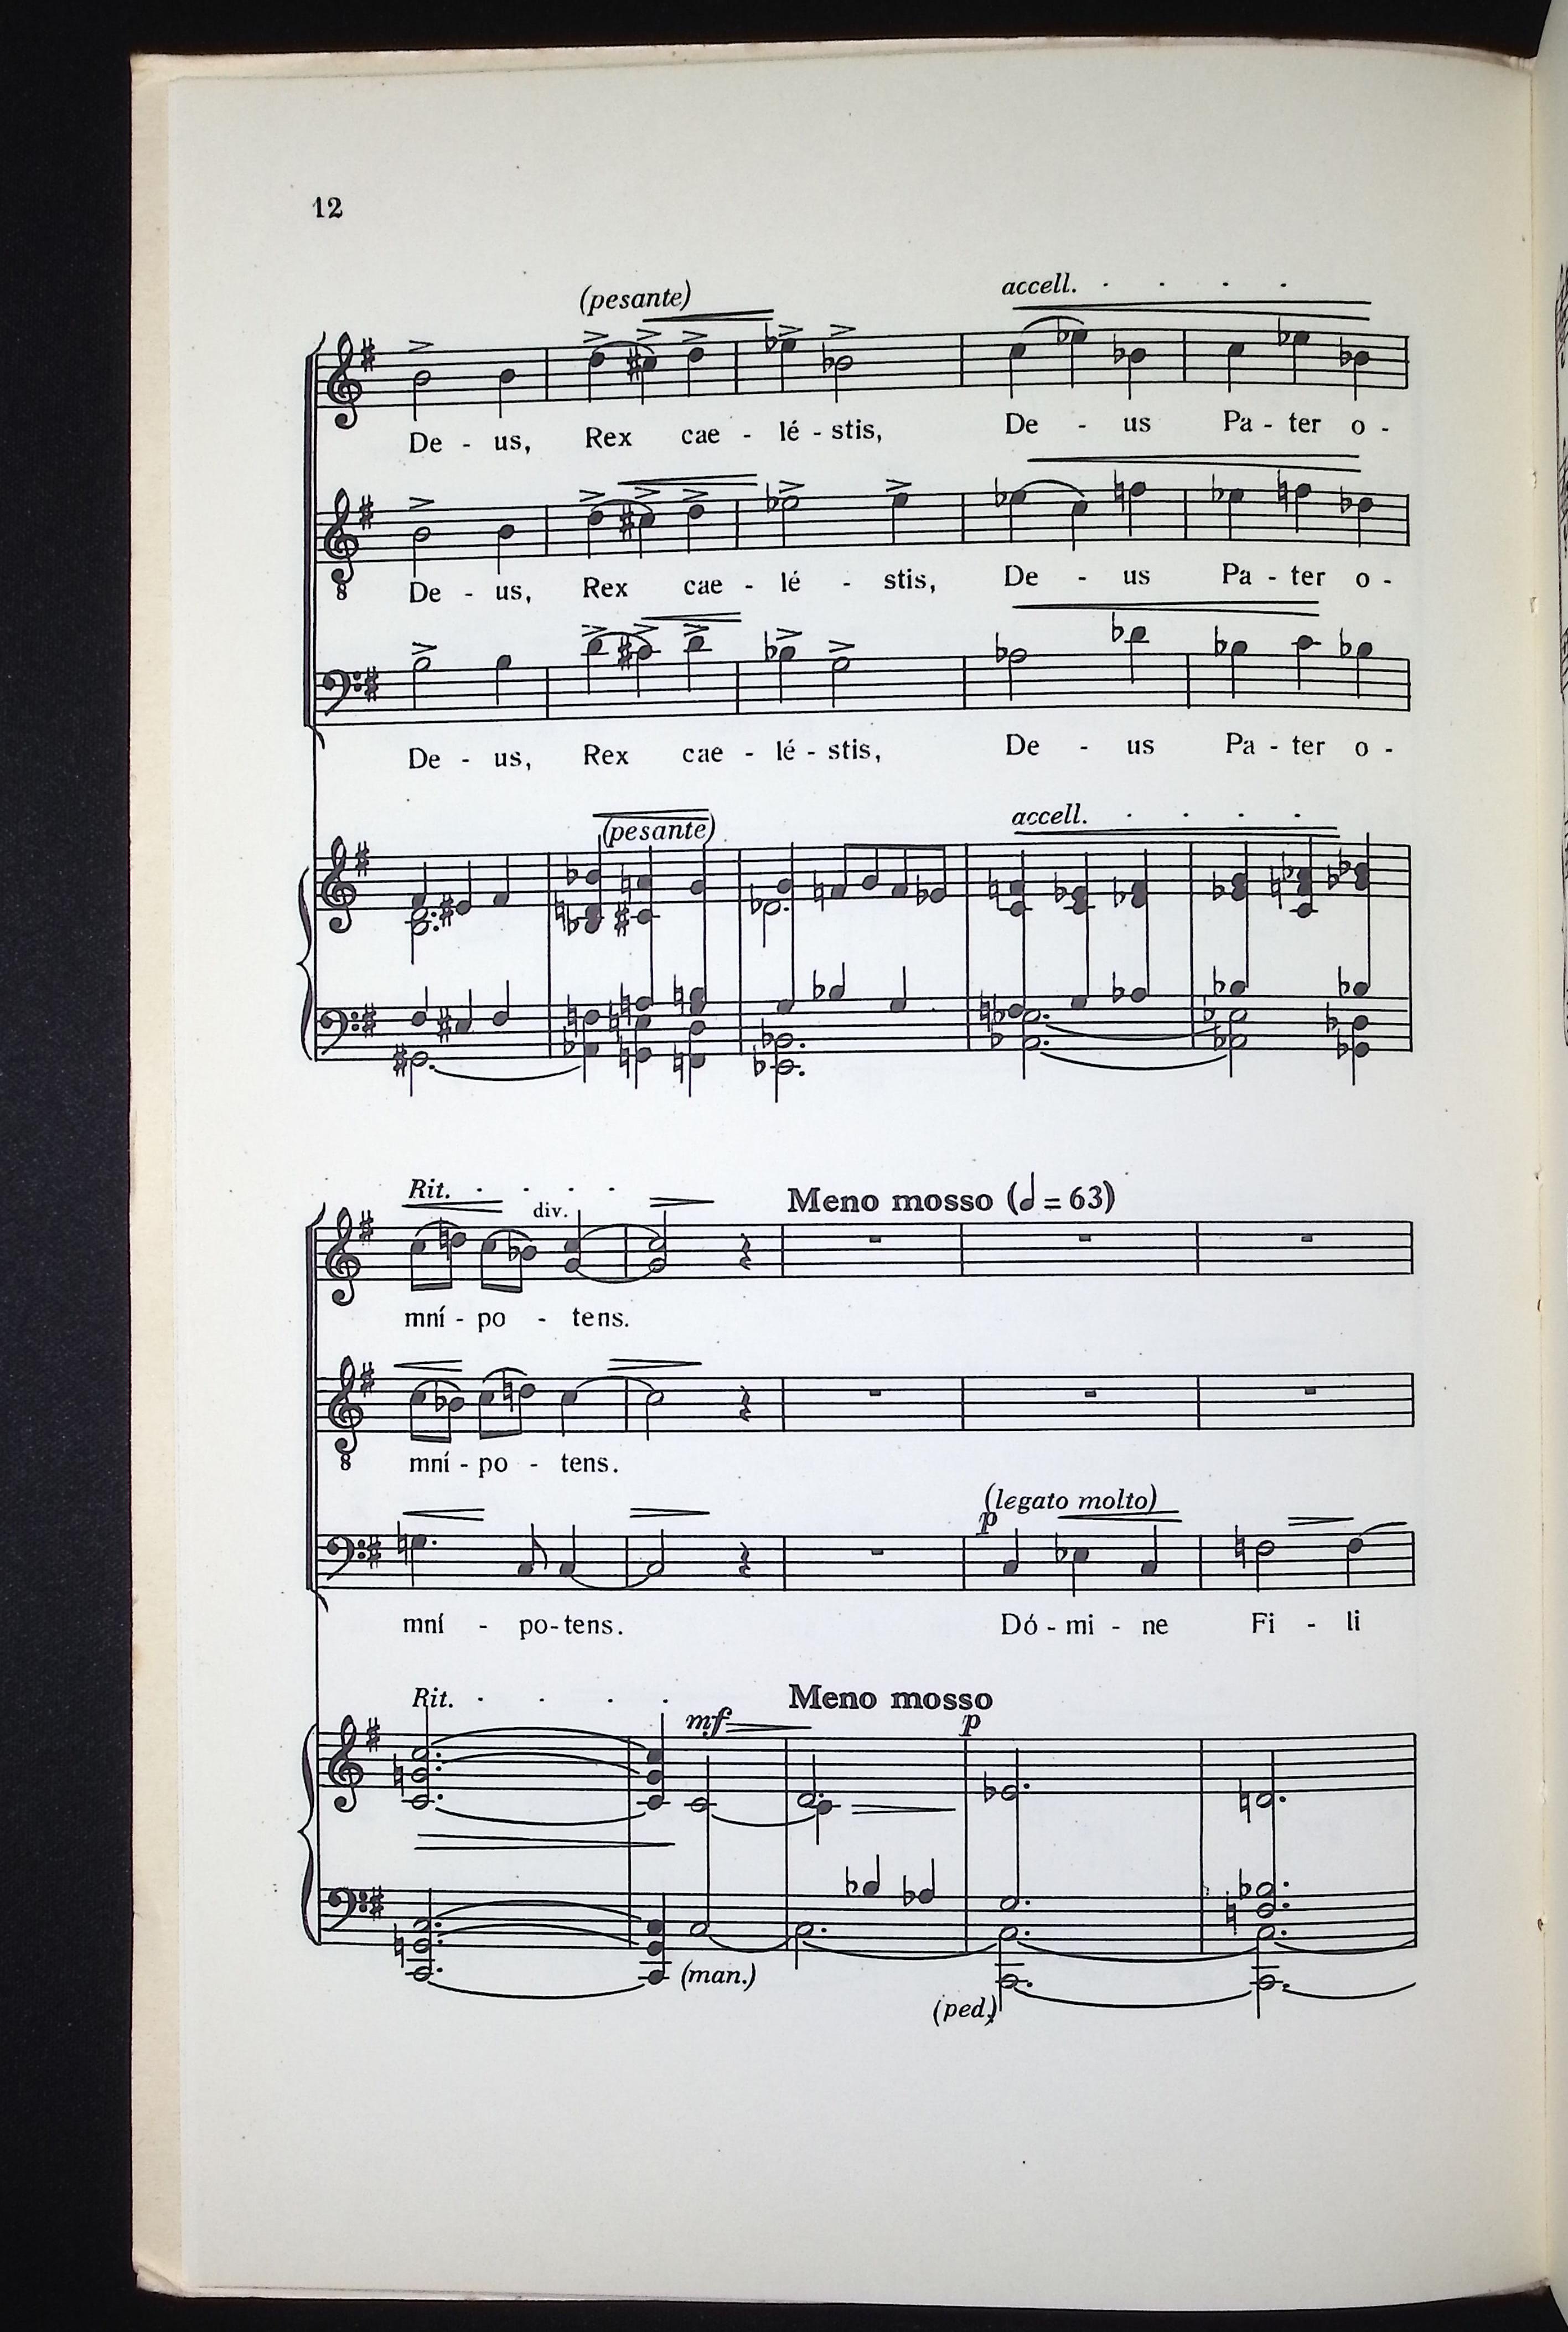 12
(pesante)
accell. . . . .
De - us, Rex cae - lé - stis, De - us Pa - ter o -
8
De - us, Rex cae - lé - stis, De - us Pa - ter o -
De - us, Rex cae - lé - stis, De - us Pa - ter o -
(pesante)
accell. . . . .
Rit. . . . .
div.
Meno mosso (𝅗𝅥 = 63)
mní - po - tens.
8
mní - po - tens.
(legato molto)
p
mní - po - tens. Dó - mi - ne Fi - li
Rit. . . . .
Meno mosso
mf
p
(man.)
(ped.)